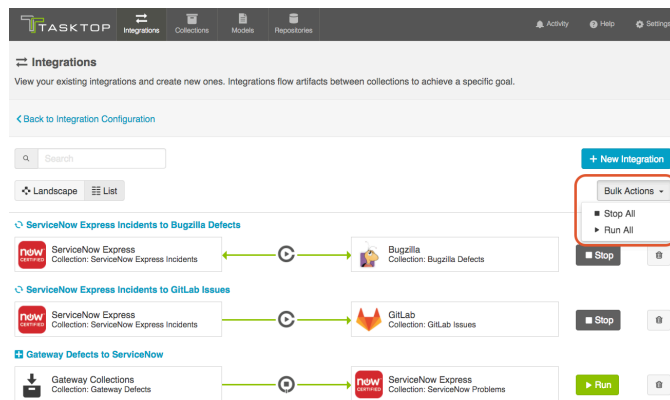 TASKTOP
Integrations
Collections
Models
Repositories
Activity
Help
Settings
Integrations
View your existing integrations and create new ones. Integrations flow artifacts between collections to achieve a specific goal.
Back to Integration Configuration
Search
+ New Integration
Landscape
List
Bulk Actions
Stop All
Run All
ServiceNow Express Incidents to Bugzilla Defects
now
CERTIFIED
ServiceNow Express
Collection: ServiceNow Express Incidents
Bugzilla
Collection: Bugzilla Defects
Stop
ServiceNow Express Incidents to GitLab Issues
now
CERTIFIED
ServiceNow Express
Collection: ServiceNow Express Incidents
GitLab
Collection: GitLab Issues
Stop
Gateway Defects to ServiceNow
Gateway Collections
Collection: Gateway Defects
now
CERTIFIED
ServiceNow Express
Collection: ServiceNow Problems
Run